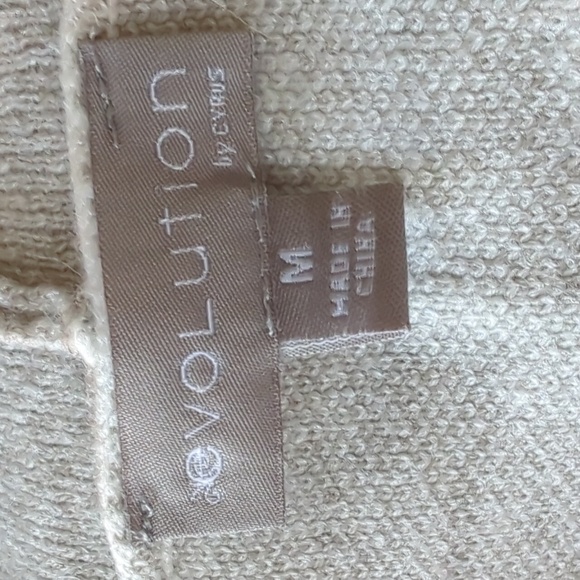 evolution
by CYRUS
M
MADE IN
CHINA